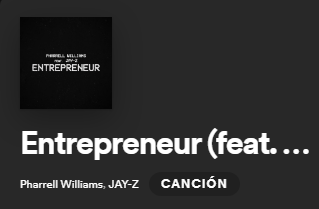 PHARRELL WILLIAMS
feat JAY-Z
ENTREPRENEUR
Entrepreneur (feat. ...
Pharrell Williams, JAY-Z CANCIÓN